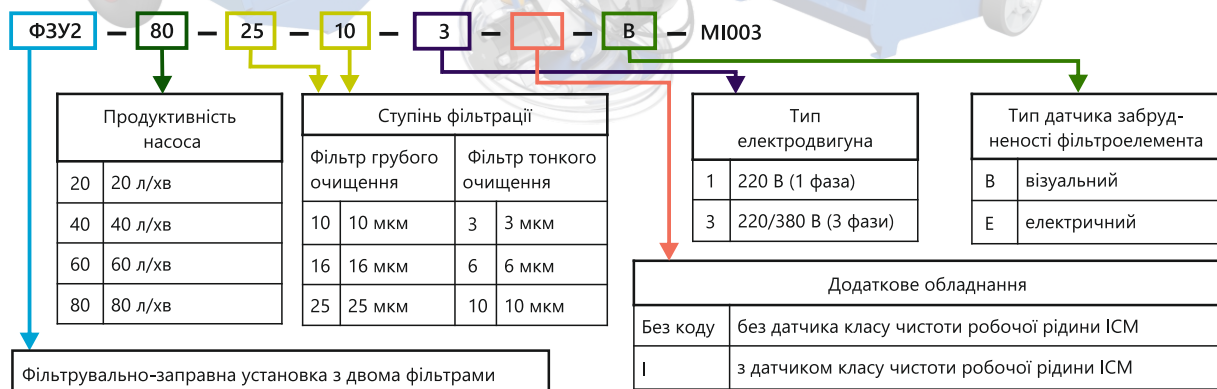 ФЗУ2 – 80 – 25 – 10 – 3 – – В – МІ003
Продуктивність
насоса
20 20 л/хв
40 40 л/хв
60 60 л/хв
80 80 л/хв
Ступінь фільтрації
Фільтр грубого
очищення
Фільтр тонкого
очищення
10 10 мкм 3 3 мкм
16 16 мкм 6 6 мкм
25 25 мкм 10 10 мкм
Тип
електродвигуна
1 220 В (1 фаза)
3 220/380 В (3 фази)
Тип датчика забруд-
неності фільтроелемента
В візуальний
Е електричний
Додаткове обладнання
Без коду без датчика класу чистоти робочої рідини ICM
І з датчиком класу чистоти робочої рідини ICM
Фільтрувально-заправна установка з двома фільтрами